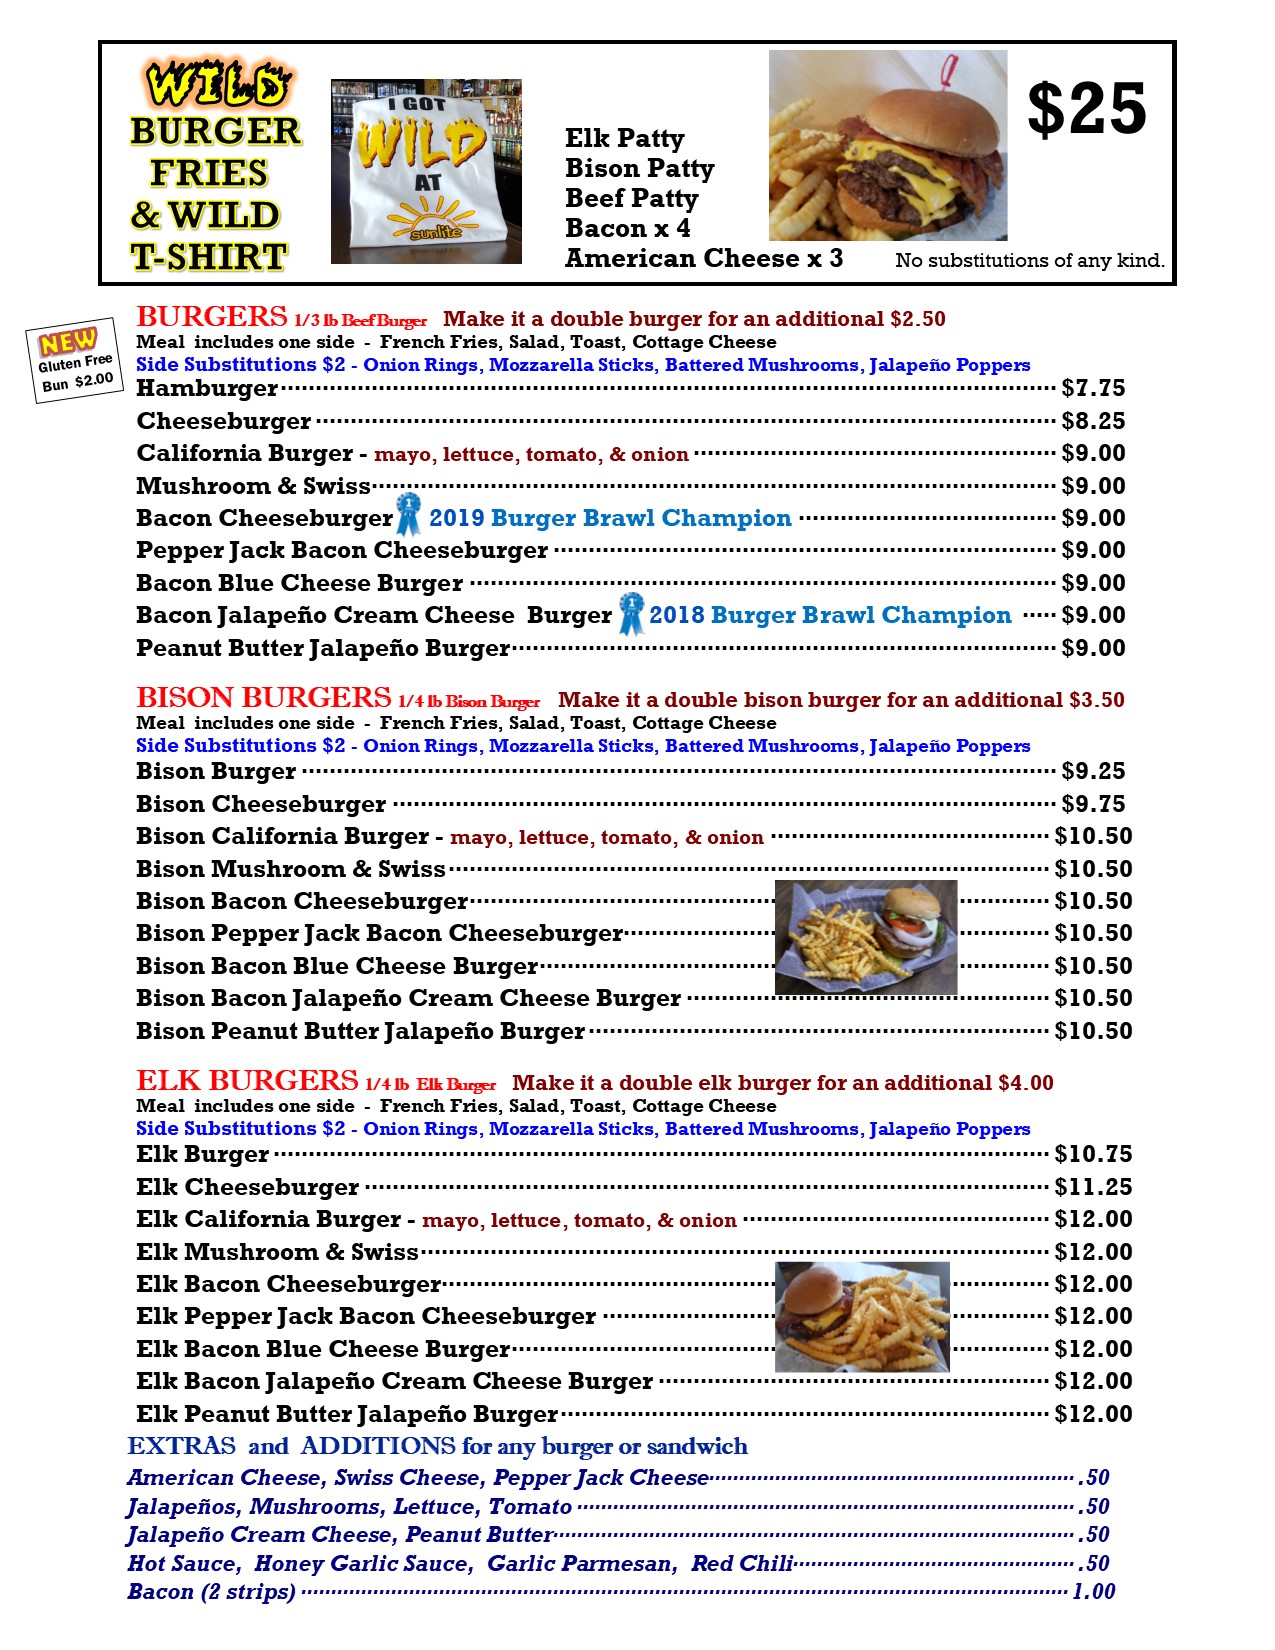 WILD
BURGER
FRIES
& WILD
T-SHIRT
I GOT
WILD
AT
sunlite
Elk Patty
Bison Patty
Beef Patty
Bacon x 4
American Cheese x 3
$25
No substitutions of any kind.
NEW
Gluten Free
Bun $2.00
BURGERS 1/3 lb Beef Burger Make it a double burger for an additional $2.50
Meal includes one side - French Fries, Salad, Toast, Cottage Cheese
Side Substitutions $2 - Onion Rings, Mozzarella Sticks, Battered Mushrooms, Jalapeño Poppers
Hamburger $7.75
Cheeseburger $8.25
California Burger - mayo, lettuce, tomato, & onion $9.00
Mushroom & Swiss $9.00
Bacon Cheeseburger 1 2019 Burger Brawl Champion $9.00
Pepper Jack Bacon Cheeseburger $9.00
Bacon Blue Cheese Burger $9.00
Bacon Jalapeño Cream Cheese Burger 1 2018 Burger Brawl Champion $9.00
Peanut Butter Jalapeño Burger $9.00
BISON BURGERS 1/4 lb Bison Burger Make it a double bison burger for an additional $3.50
Meal includes one side - French Fries, Salad, Toast, Cottage Cheese
Side Substitutions $2 - Onion Rings, Mozzarella Sticks, Battered Mushrooms, Jalapeño Poppers
Bison Burger $9.25
Bison Cheeseburger $9.75
Bison California Burger - mayo, lettuce, tomato, & onion $10.50
Bison Mushroom & Swiss $10.50
Bison Bacon Cheeseburger $10.50
Bison Pepper Jack Bacon Cheeseburger $10.50
Bison Bacon Blue Cheese Burger $10.50
Bison Bacon Jalapeño Cream Cheese Burger $10.50
Bison Peanut Butter Jalapeño Burger $10.50
ELK BURGERS 1/4 lb Elk Burger Make it a double elk burger for an additional $4.00
Meal includes one side - French Fries, Salad, Toast, Cottage Cheese
Side Substitutions $2 - Onion Rings, Mozzarella Sticks, Battered Mushrooms, Jalapeño Poppers
Elk Burger $10.75
Elk Cheeseburger $11.25
Elk California Burger - mayo, lettuce, tomato, & onion $12.00
Elk Mushroom & Swiss $12.00
Elk Bacon Cheeseburger $12.00
Elk Pepper Jack Bacon Cheeseburger $12.00
Elk Bacon Blue Cheese Burger $12.00
Elk Bacon Jalapeño Cream Cheese Burger $12.00
Elk Peanut Butter Jalapeño Burger $12.00
EXTRAS and ADDITIONS for any burger or sandwich
American Cheese, Swiss Cheese, Pepper Jack Cheese .50
Jalapeños, Mushrooms, Lettuce, Tomato .50
Jalapeño Cream Cheese, Peanut Butter .50
Hot Sauce, Honey Garlic Sauce, Garlic Parmesan, Red Chili .50
Bacon (2 strips) 1.00